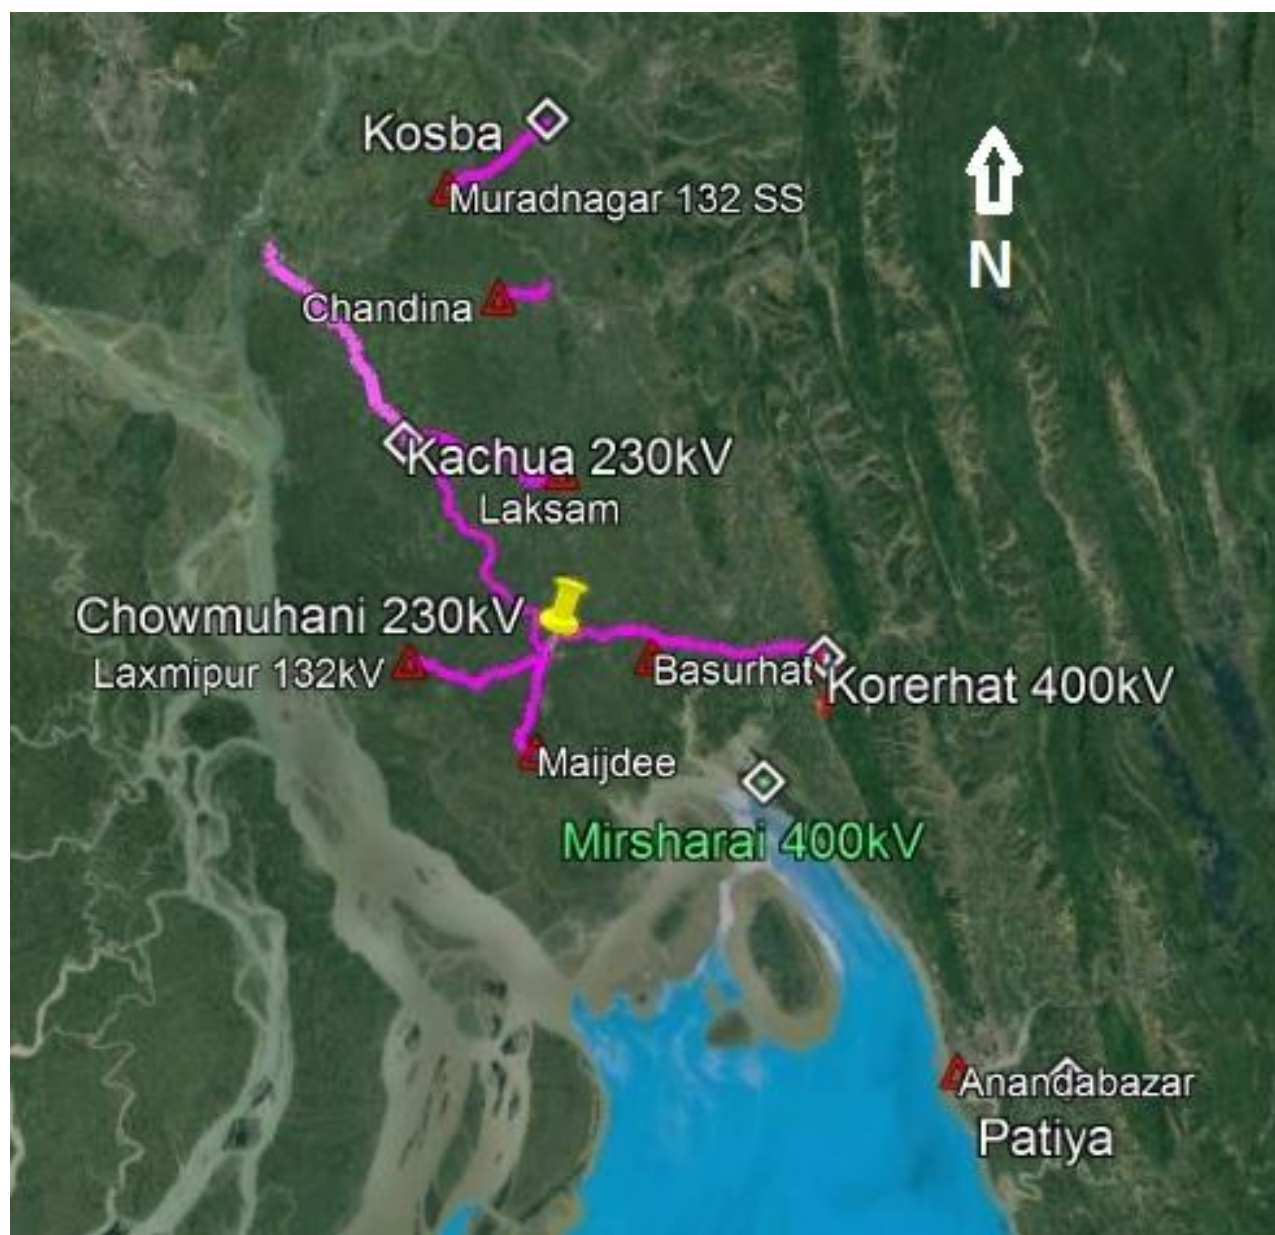 Kosba
Muradnagar 132 SS
N
Chandina
Kachua 230kV
Laksam
Chowmuhani 230kV
Laxmipur 132kV
Basurhat
Korerhat 400kV
Maijdee
Mirsharai 400kV
Anandabazar
Patiya